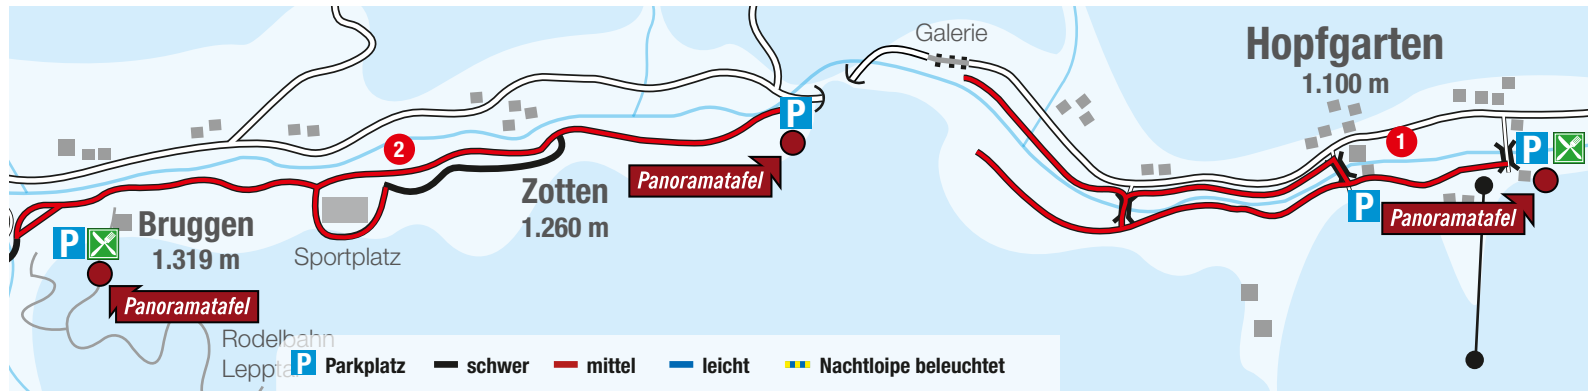 Galerie
Hopfgarten
1.100 m
P
2
1
P
Panoramatafel
Zotten
1.260 m
P
Panoramatafel
Bruggen
1.319 m
P
Sportplatz
Panoramatafel
Rodelbahn
Leppta
P Parkplatz schwer mittel leicht Nachtloipe beleuchtet